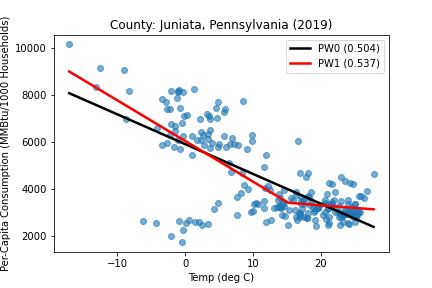 County: Juniata, Pennsylvania (2019)
Per-Capita Consumption (MMBtu/1000 Households)
10000
8000
6000
4000
2000
PW0 (0.504)
PW1 (0.537)
−10
0
10
20
Temp (deg C)